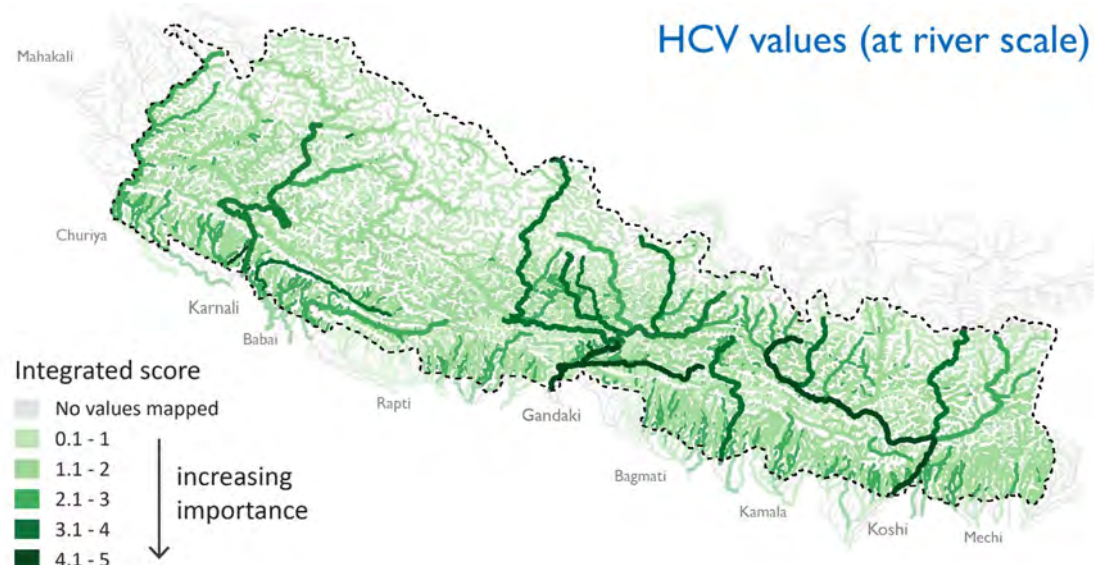 HCV values (at river scale)
Mahakali
Churiya
Karnali
Babai
Rapti
Gandaki
Bagmati
Kamala
Koshi
Mechi
Integrated score
No values mapped
0.1 - 1
1.1 - 2
2.1 - 3
3.1 - 4
4.1 - 5
increasing
importance